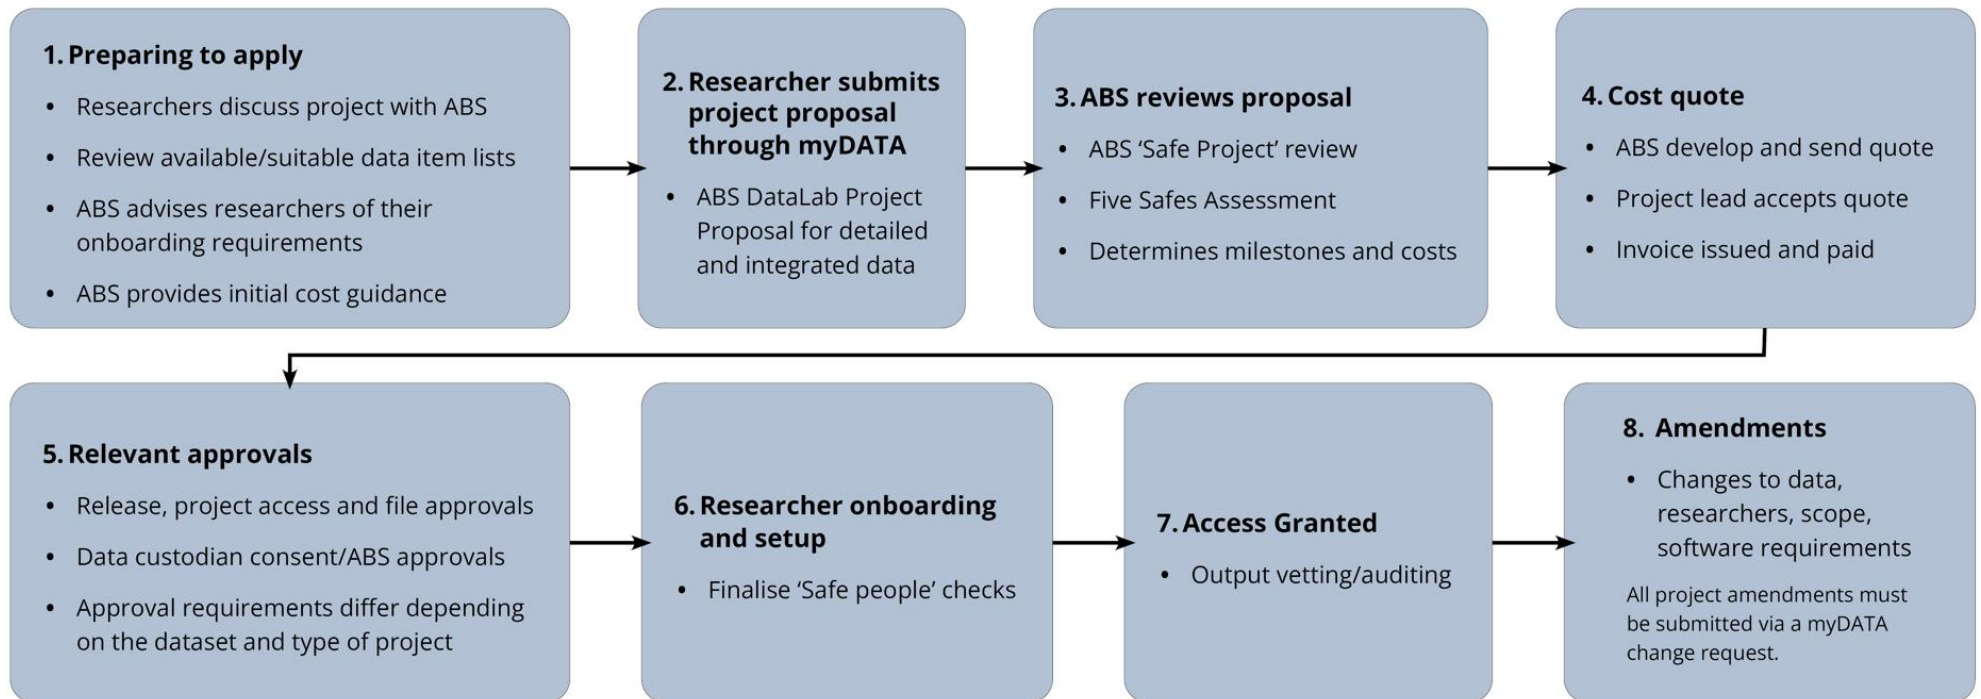 1. Preparing to apply
• Researchers discuss project with ABS
• Review available/suitable data item lists
• ABS advises researchers of their
onboarding requirements
• ABS provides initial cost guidance
2. Researcher submits
project proposal
through myDATA
• ABS DataLab Project
Proposal for detailed
and integrated data
3. ABS reviews proposal
• ABS ‘Safe Project’ review
• Five Safes Assessment
• Determines milestones and costs
4. Cost quote
• ABS develop and send quote
• Project lead accepts quote
• Invoice issued and paid
5. Relevant approvals
• Release, project access and file approvals
• Data custodian consent/ABS approvals
• Approval requirements differ depending
on the dataset and type of project
6. Researcher onboarding
and setup
• Finalise ‘Safe people’ checks
7. Access Granted
• Output vetting/auditing
8. Amendments
• Changes to data,
researchers, scope,
software requirements
All project amendments must
be submitted via a myDATA
change request.